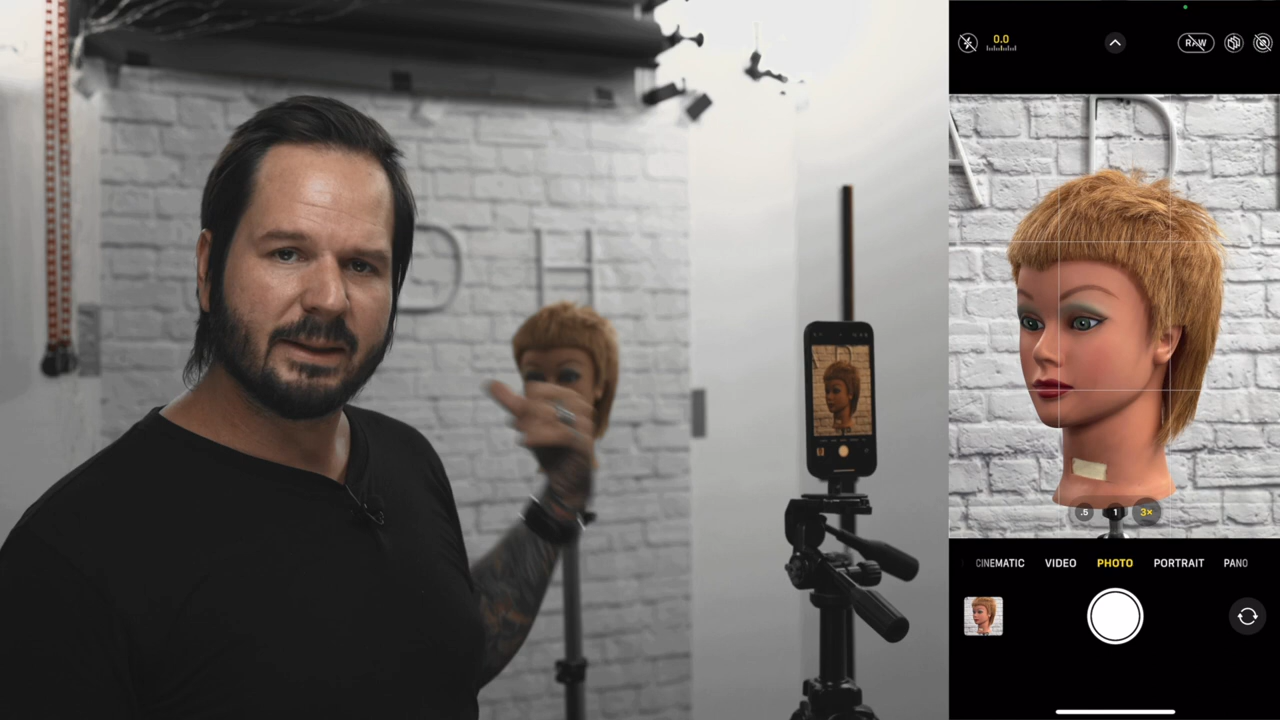 D H
0.0
RAW
A D
.5 1 3×
CINEMATIC VIDEO PHOTO PORTRAIT PANO